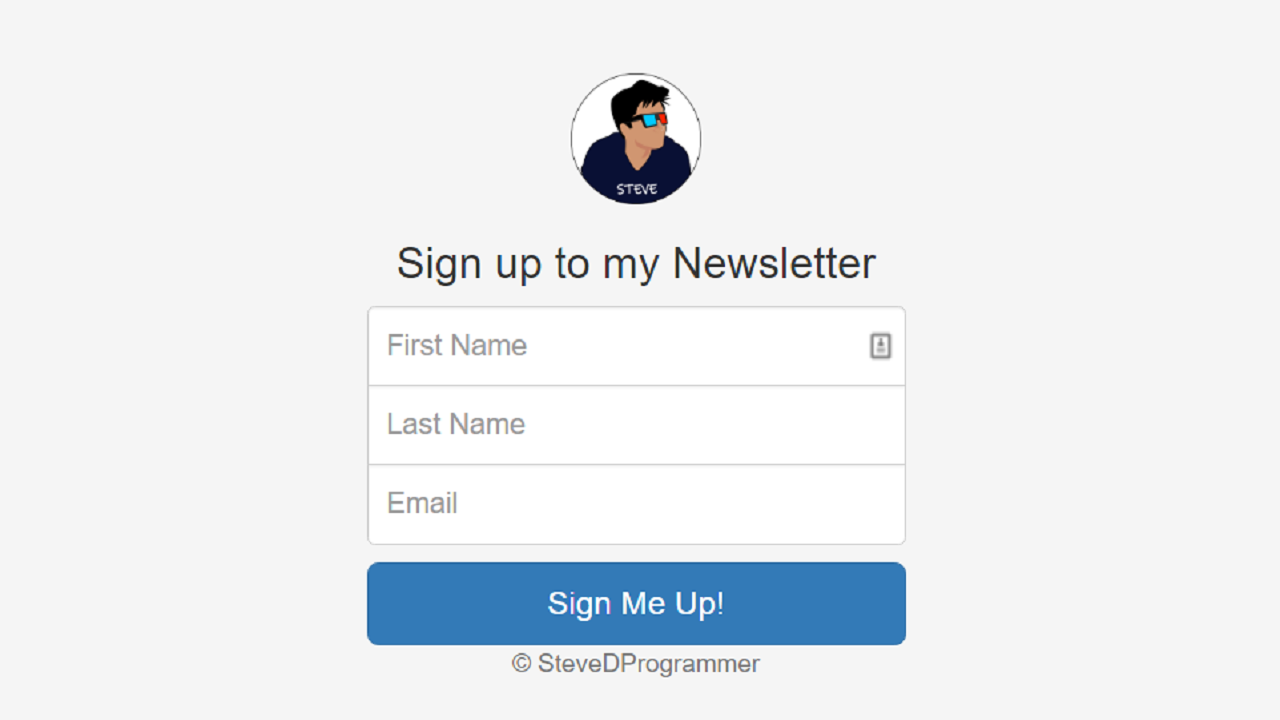 STEVE
Sign up to my Newsletter
First Name
Last Name
Email
Sign Me Up!
© SteveDProgrammer